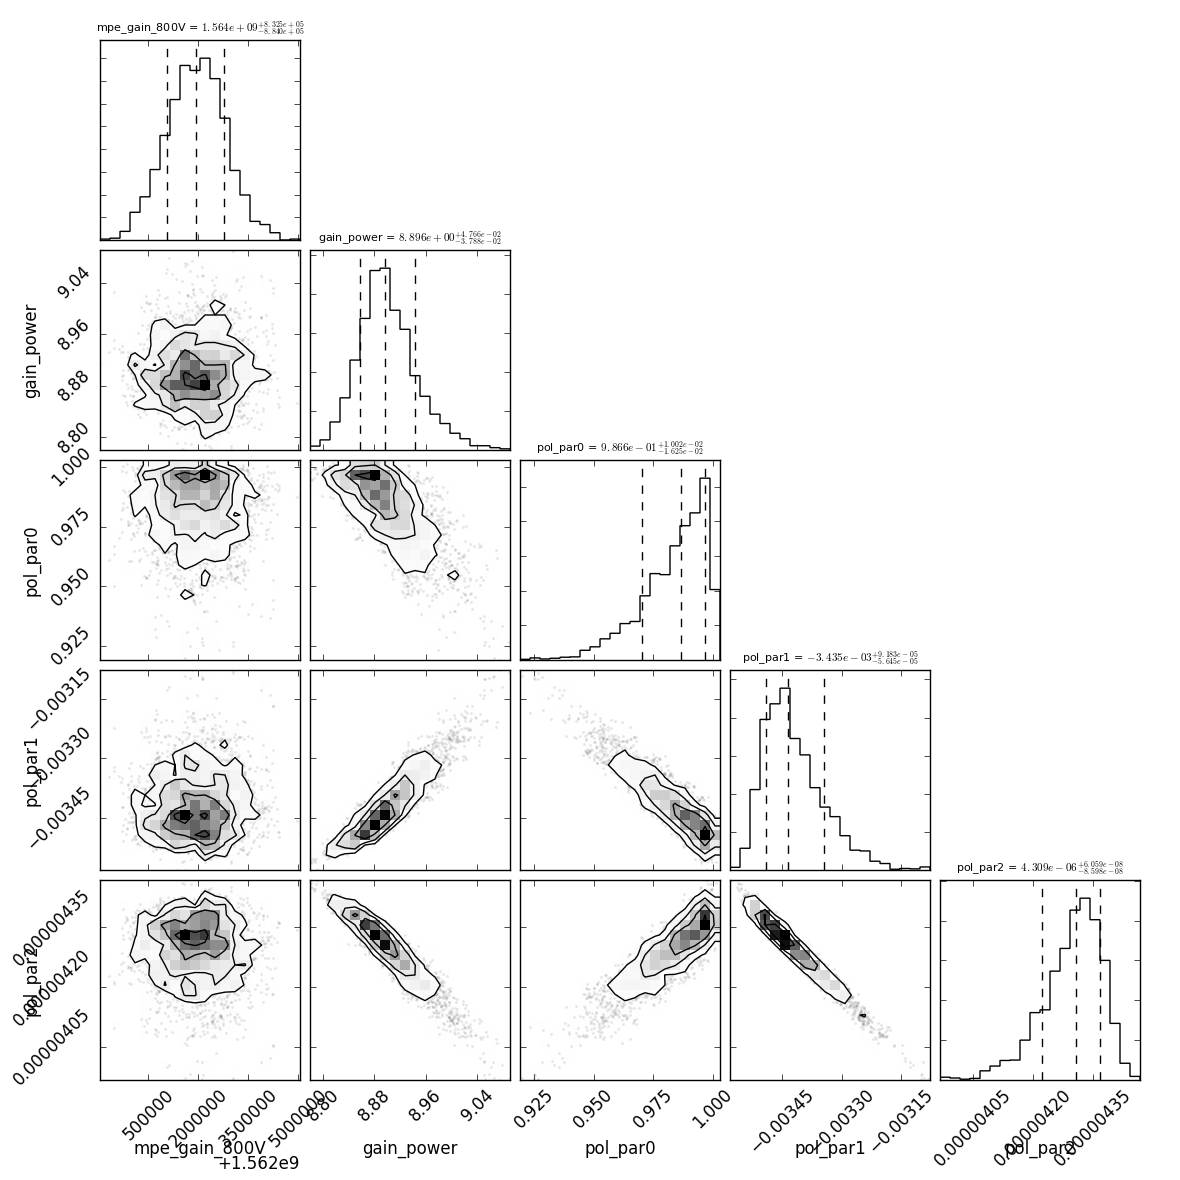 mpe_gain_800V = 1.564e+09+8.325e+05−8.840e+05
gain_power = 8.896e+00+4.766e−02−3.788e−02
9.04
8.96
8.88
8.80
gain_power
pol_par0 = 9.866e−01+1.002e−02−1.625e−02
1.000
0.975
0.950
0.925
pol_par0
pol_par1 = −3.435e−03+9.183e−05−5.645e−05
−0.00315
−0.00330
−0.00345
pol_par1
pol_par2 = 4.309e−06+6.059e−08−8.598e−08
0.00000435
0.00000420
0.00000405
pol_par2
500000 2000000 3500000 5000000
mpe_gain_800V
+1.562e9
8.80 8.88 8.96 9.04
gain_power
0.925 0.950 0.975 1.000
pol_par0
−0.00345 −0.00330 −0.00315
pol_par1
0.00000405 0.00000420 0.00000435
pol_par2